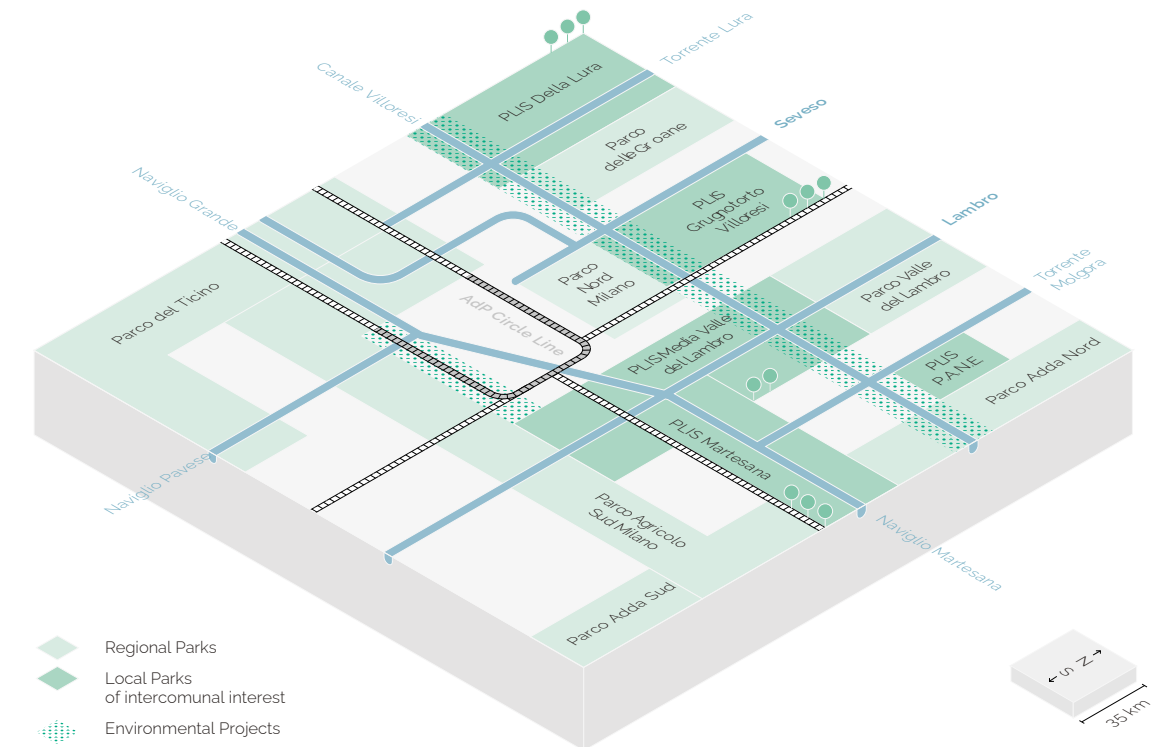 Torrente Lura
Canale Villoresi
PLIS Della Lura
Seveso
Parco
delle Groane
Naviglio Grande
PLIS
Grugnotorto
Villoresi
Lambro
Torrente
Molgora
Parco
Nord
Milano
Parco Valle
del Lambro
Parco del Ticino
AdP Circle Line
PLIS Media Valle
del Lambro
PLIS
P.A.N.E.
Parco Adda Nord
PLIS Martesana
Naviglio Pavese
Parco Agricolo
Sud Milano
Naviglio Martesana
Parco Adda Sud
Regional Parks
Local Parks
of intercomunal interest
Environmental Projects
S N
35 km